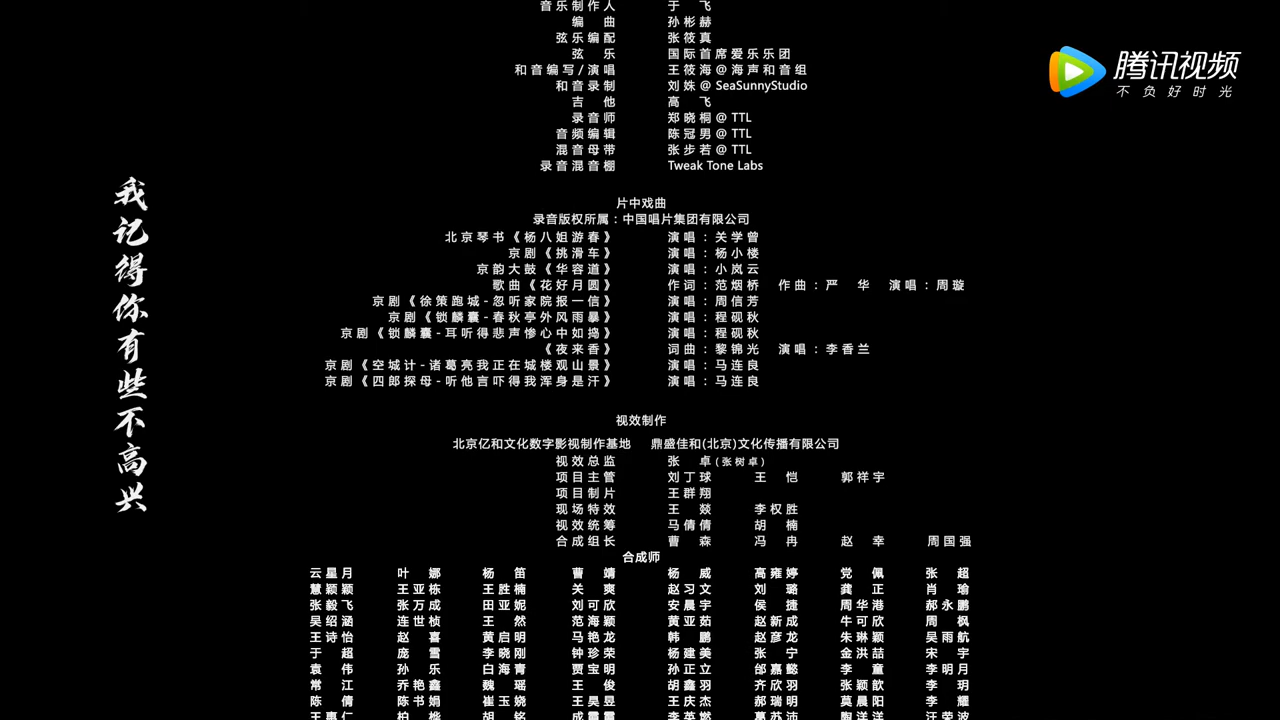 音乐制作人 于飞
编曲 孙彬赫
弦乐编配 张筱真
弦乐 国际首席爱乐乐团
和音编写/演唱 王筱海@海声和音组
和音录制 刘姝@SeaSunnyStudio
吉他 高飞
录音师 郑晓桐@TTL
音频编辑 陈冠男@TTL
混音母带 张步若@TTL
录音混音棚 Tweak Tone Labs
腾讯视频
不负好时光
我记得你有些不高兴
片中戏曲
录音版权所属：中国唱片集团有限公司
北京琴书《杨八姐游春》 演唱：关学曾
京剧《挑滑车》 演唱：杨小楼
京韵大鼓《华容道》 演唱：小岚云
歌曲《花好月圆》 作词：范烟桥 作曲：严华 演唱：周璇
京剧《徐策跑城-忽听家院报一信》 演唱：周信芳
京剧《锁麟囊-春秋亭外风雨暴》 演唱：程砚秋
京剧《锁麟囊-耳听得悲声惨心中如捣》 演唱：程砚秋
《夜来香》 词曲：黎锦光 演唱：李香兰
京剧《空城计-诸葛亮我正在城楼观山景》 演唱：马连良
京剧《四郎探母-听他言吓得我浑身是汗》 演唱：马连良
视效制作
北京亿和文化数字影视制作基地 鼎盛佳和(北京)文化传播有限公司
视效总监 张卓(张树卓)
项目主管 刘丁球 王恺 郭祥宇
项目制片 王群翔
现场特效 王燚 李权胜
视效统筹 马倩倩 胡楠
合成组长 曹森 冯冉 赵幸 周国强
合成师
云星月 叶娜 杨笛 曹靖 杨威 高雍婷 党佩 张超
慧颖颖 王亚栋 王胜楠 关爽 赵习文 刘璐 龚正 肖瑜
张毅飞 张万成 田亚妮 刘可欣 安晨宇 侯捷 周华港 郝永鹏
吴绍涵 连世桢 王然 范海颖 黄亚茹 赵新成 牛可欣 周枫
王诗怡 赵喜 黄启明 马艳龙 韩鹏 赵彦龙 朱琳颖 吴雨航
于超 庞雪 李晓刚 钟珍荣 杨建美 张宁 金洪喆 宋宇
袁伟 孙乐 白海青 贾宝明 孙正立 邰嘉懿 李童 李明月
常江 乔艳鑫 魏瑶 王俊 胡鑫羽 齐欣羽 张颖歆 李玥
陈倩 陈书娟 崔玉娆 王昊昱 王庆杰 郝瑞明 莫晨阳 李耀
王惠仁 柏桦 胡铭 成雷雷 李英燃 葛苏沛 陶洋洋 汪荣波